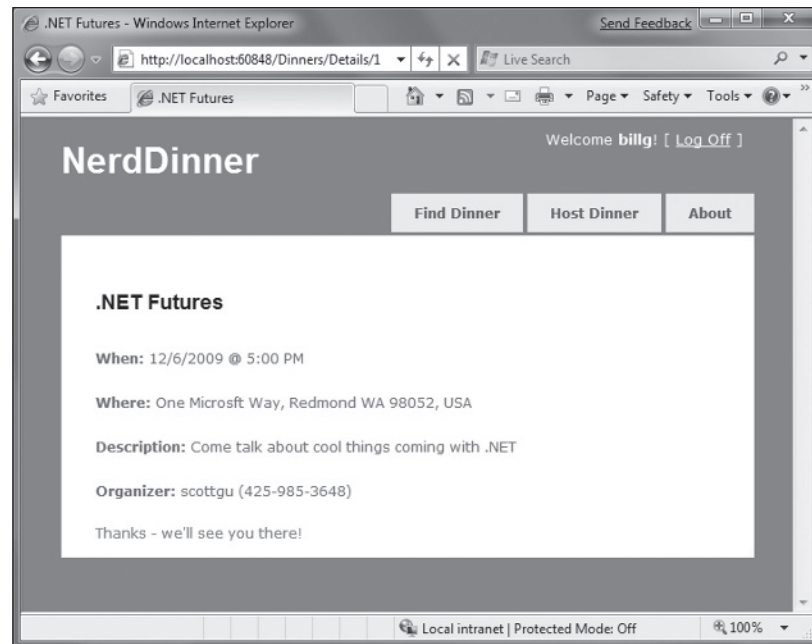 .NET Futures - Windows Internet Explorer
Send Feedback
http://localhost:60848/Dinners/Details/1
Live Search
Favorites
.NET Futures
Page
Safety
Tools
Welcome billg! [ Log Off ]
NerdDinner
Find Dinner
Host Dinner
About
.NET Futures
When: 12/6/2009 @ 5:00 PM
Where: One Microsft Way, Redmond WA 98052, USA
Description: Come talk about cool things coming with .NET
Organizer: scottgu (425-985-3648)
Thanks - we'll see you there!
Local intranet | Protected Mode: Off
100%